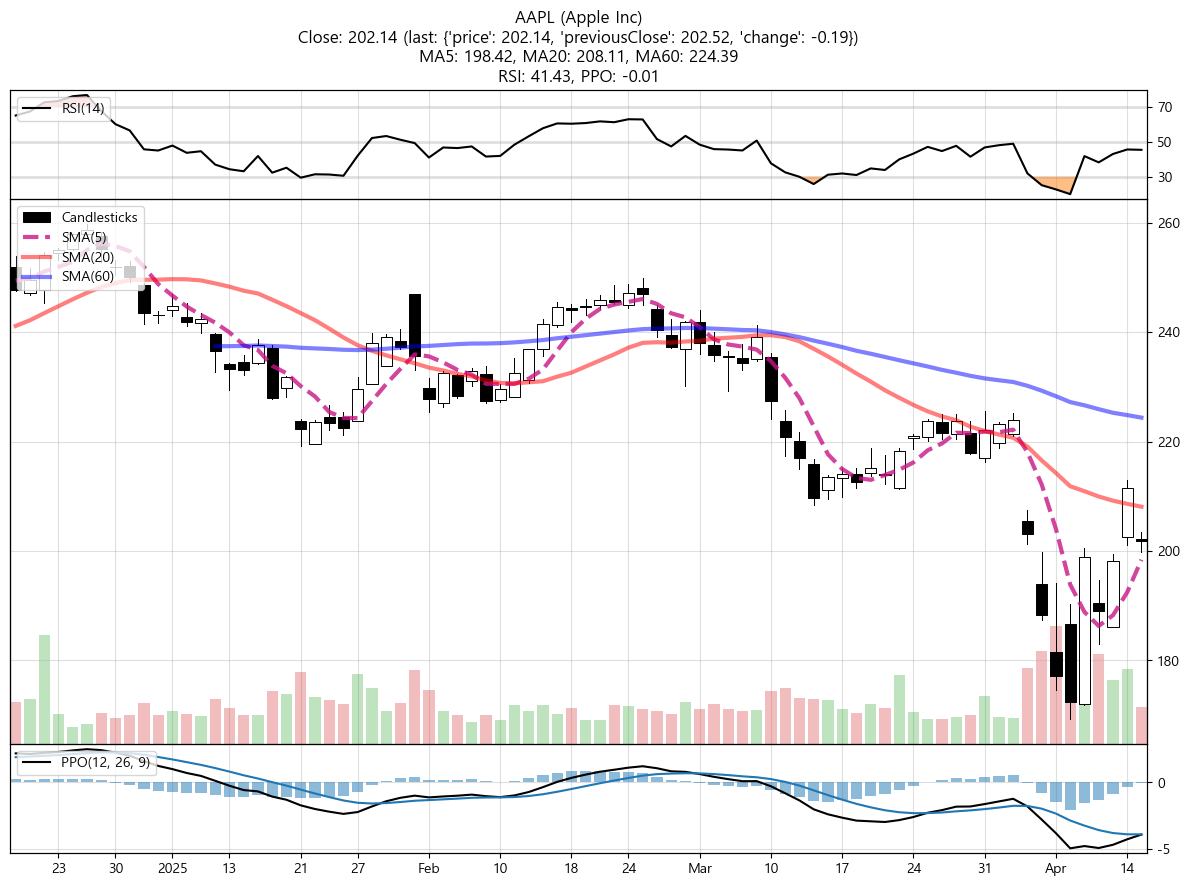 AAPL (Apple Inc)
Close: 202.14 (last: {'price': 202.14, 'previousClose': 202.52, 'change': -0.19})
MA5: 198.42, MA20: 208.11, MA60: 224.39
RSI: 41.43, PPO: -0.01
RSI(14)
70
50
30
Candlesticks
SMA(5)
SMA(20)
SMA(60)
260
240
220
200
180
PPO(12, 26, 9)
0
-5
23 30 2025 13 21 27 Feb 10 18 24 Mar 10 17 24 31 Apr 14